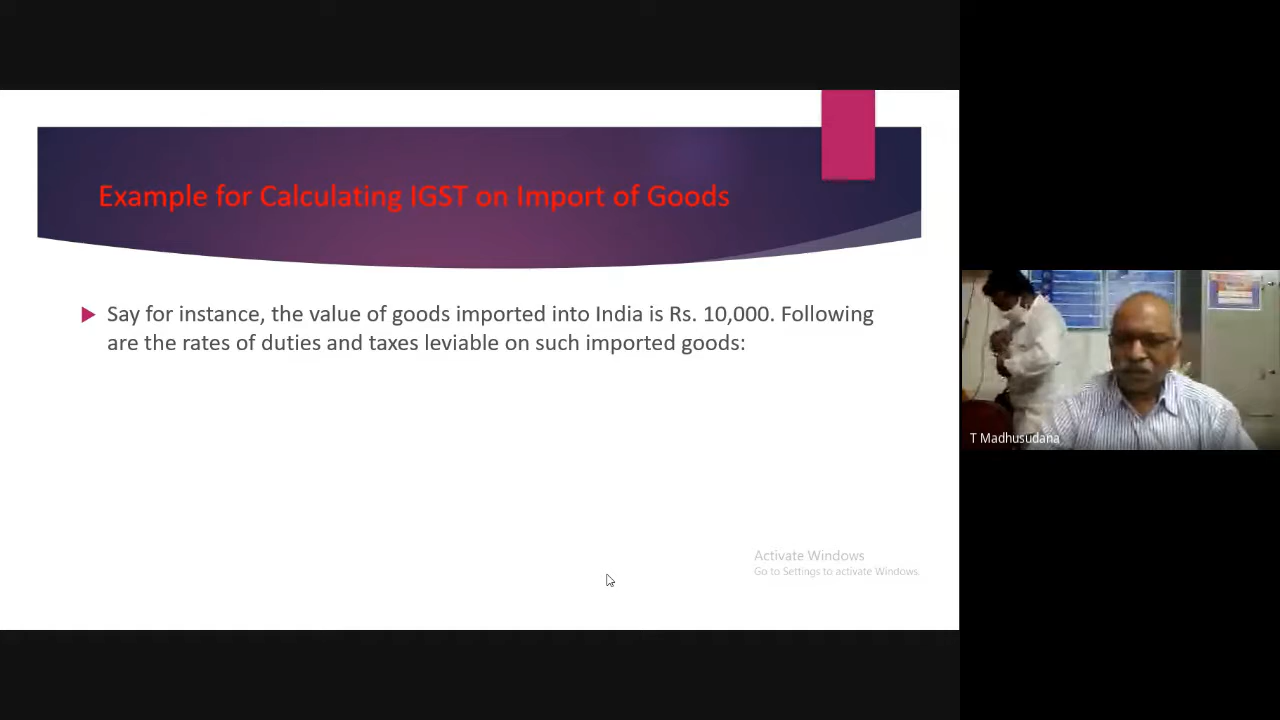 Example for Calculating IGST on Import of Goods
Say for instance, the value of goods imported into India is Rs. 10,000. Following
are the rates of duties and taxes leviable on such imported goods:
Activate Windows
Go to Settings to activate Windows.
T Madhusudana